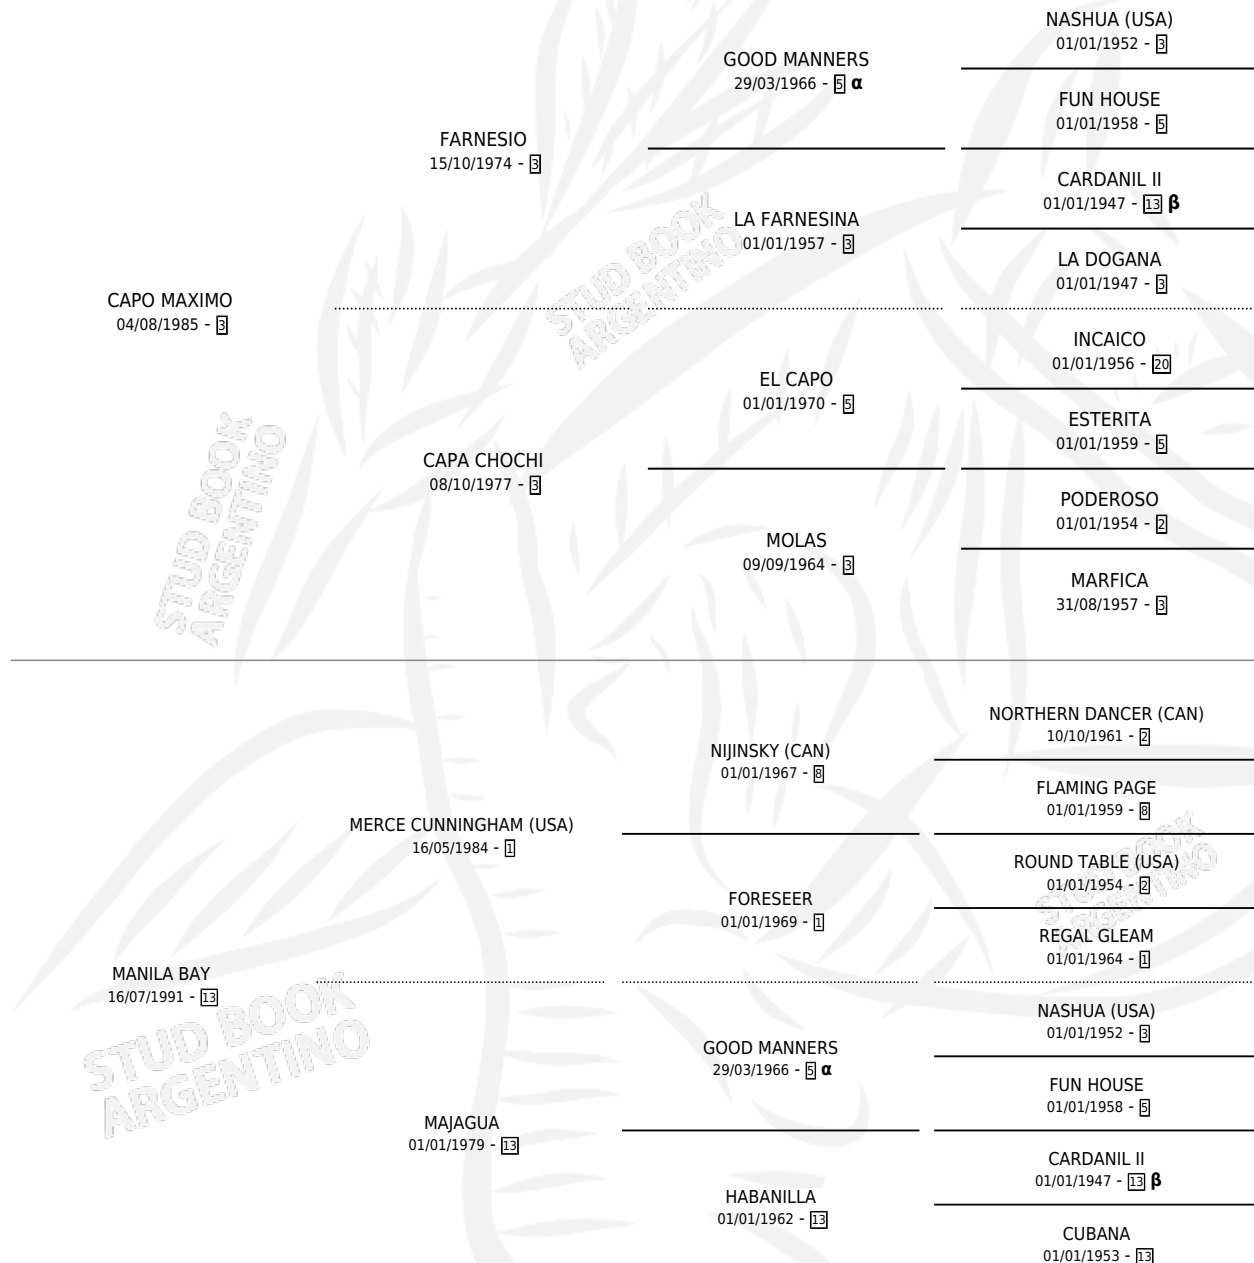 NASHUA (USA)
01/01/1952 - 3
GOOD MANNERS
29/03/1966 - 5 α
FUN HOUSE
01/01/1958 - 5
FARNESIO
15/10/1974 - 3
CARDANIL II
01/01/1947 - 13 β
LA FARNESINA
01/01/1957 - 3
LA DOGANA
01/01/1947 - 3
CAPO MAXIMO
04/08/1985 - 3
INCAICO
01/01/1956 - 20
EL CAPO
01/01/1970 - 5
ESTERITA
01/01/1959 - 5
CAPA CHOCHI
08/10/1977 - 3
PODEROSO
01/01/1954 - 2
MOLAS
09/09/1964 - 3
MARFICA
31/08/1957 - 3
STUD BOOK
ARGENTINO
STUD BOOK
ARGENTINO
NORTHERN DANCER (CAN)
10/10/1961 - 2
NIJINSKY (CAN)
01/01/1967 - 8
FLAMING PAGE
01/01/1959 - 8
MERCE CUNNINGHAM (USA)
16/05/1984 - 1
ROUND TABLE (USA)
01/01/1954 - 2
FORESEER
01/01/1969 - 1
REGAL GLEAM
01/01/1964 - 1
STUD BOOK
ARGENTINO
MANILA BAY
16/07/1991 - 13
NASHUA (USA)
01/01/1952 - 3
GOOD MANNERS
29/03/1966 - 5 α
FUN HOUSE
01/01/1958 - 5
MAJAGUA
01/01/1979 - 13
CARDANIL II
01/01/1947 - 13 β
HABANILLA
01/01/1962 - 13
CUBANA
01/01/1953 - 13
STUD BOOK
ARGENTINO